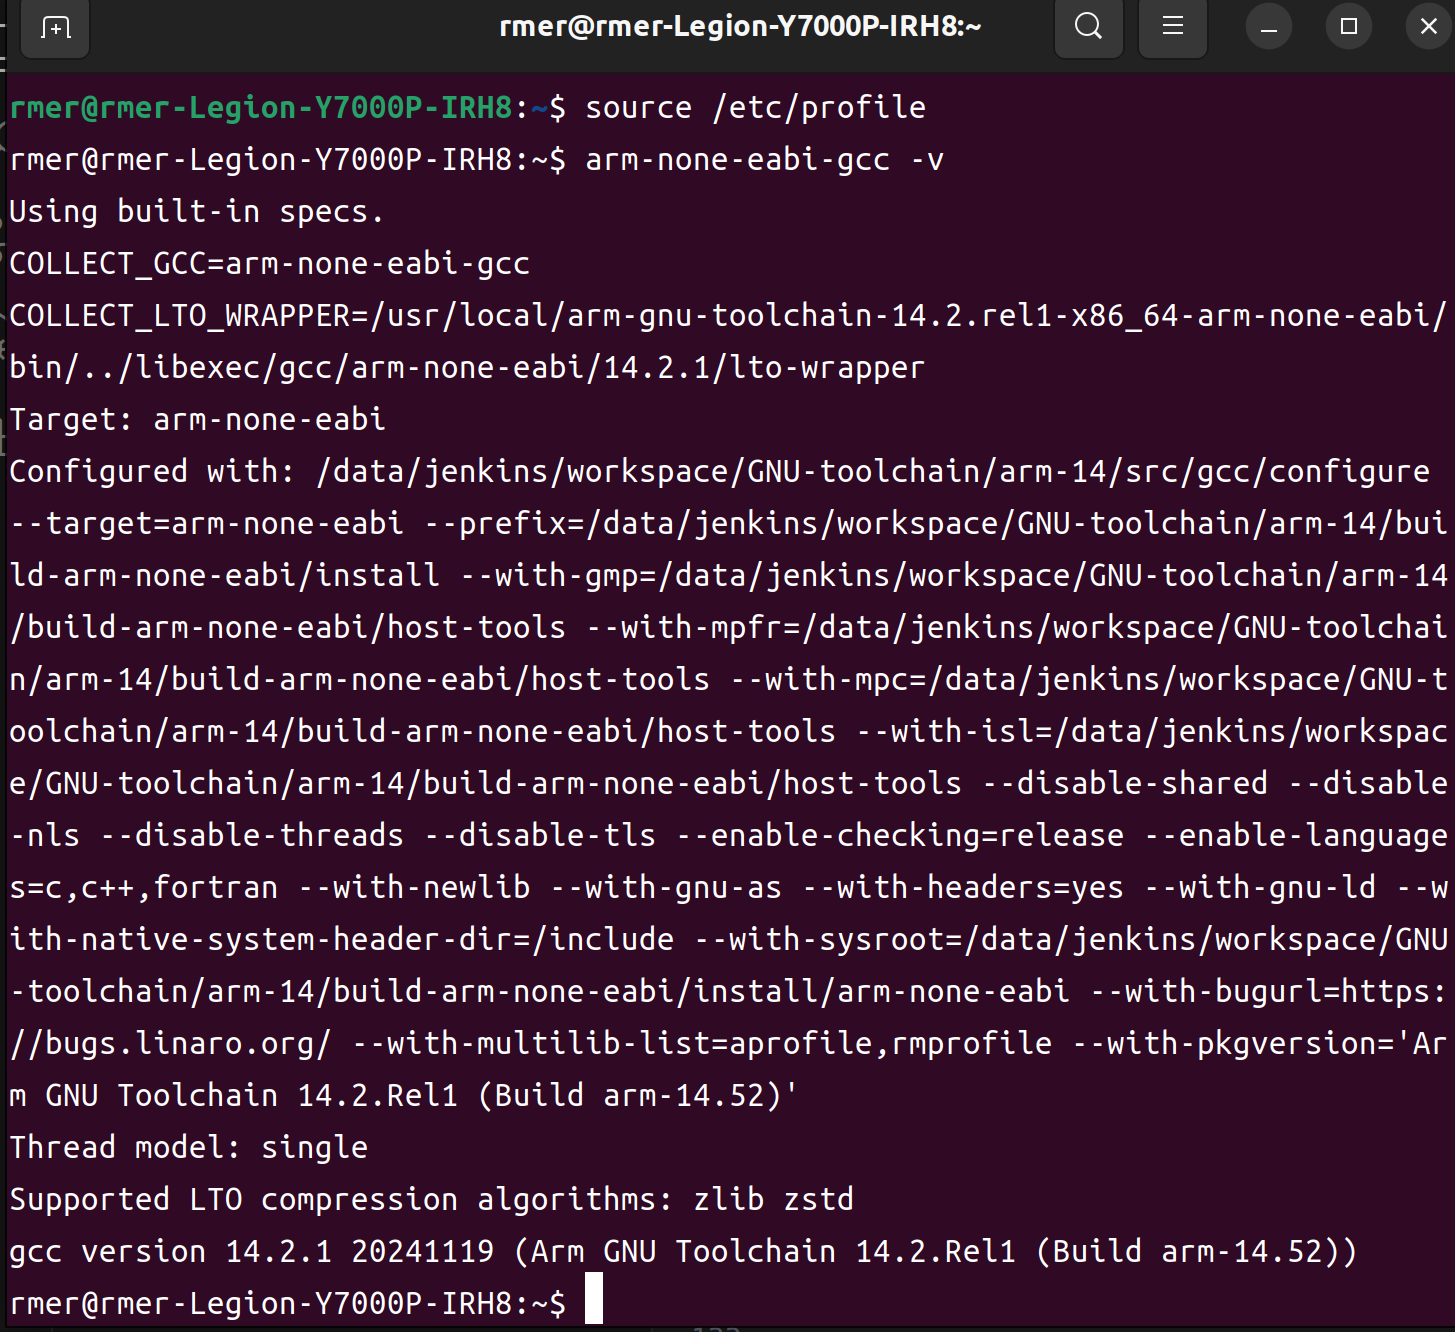 rmer@rmer-Legion-Y7000P-IRH8:~
rmer@rmer-Legion-Y7000P-IRH8:~$ source /etc/profile
rmer@rmer-Legion-Y7000P-IRH8:~$ arm-none-eabi-gcc -v
Using built-in specs.
COLLECT_GCC=arm-none-eabi-gcc
COLLECT_LTO_WRAPPER=/usr/local/arm-gnu-toolchain-14.2.rel1-x86_64-arm-none-eabi/
bin/../libexec/gcc/arm-none-eabi/14.2.1/lto-wrapper
Target: arm-none-eabi
Configured with: /data/jenkins/workspace/GNU-toolchain/arm-14/src/gcc/configure
--target=arm-none-eabi --prefix=/data/jenkins/workspace/GNU-toolchain/arm-14/bui
ld-arm-none-eabi/install --with-gmp=/data/jenkins/workspace/GNU-toolchain/arm-14
/build-arm-none-eabi/host-tools --with-mpfr=/data/jenkins/workspace/GNU-toolchai
n/arm-14/build-arm-none-eabi/host-tools --with-mpc=/data/jenkins/workspace/GNU-t
oolchain/arm-14/build-arm-none-eabi/host-tools --with-isl=/data/jenkins/workspac
e/GNU-toolchain/arm-14/build-arm-none-eabi/host-tools --disable-shared --disable
-nls --disable-threads --disable-tls --enable-checking=release --enable-language
s=c,c++,fortran --with-newlib --with-gnu-as --with-headers=yes --with-gnu-ld --w
ith-native-system-header-dir=/include --with-sysroot=/data/jenkins/workspace/GNU
-toolchain/arm-14/build-arm-none-eabi/install/arm-none-eabi --with-bugurl=https:
//bugs.linaro.org/ --with-multilib-list=aprofile,rmprofile --with-pkgversion='Ar
m GNU Toolchain 14.2.Rel1 (Build arm-14.52)'
Thread model: single
Supported LTO compression algorithms: zlib zstd
gcc version 14.2.1 20241119 (Arm GNU Toolchain 14.2.Rel1 (Build arm-14.52))
rmer@rmer-Legion-Y7000P-IRH8:~$